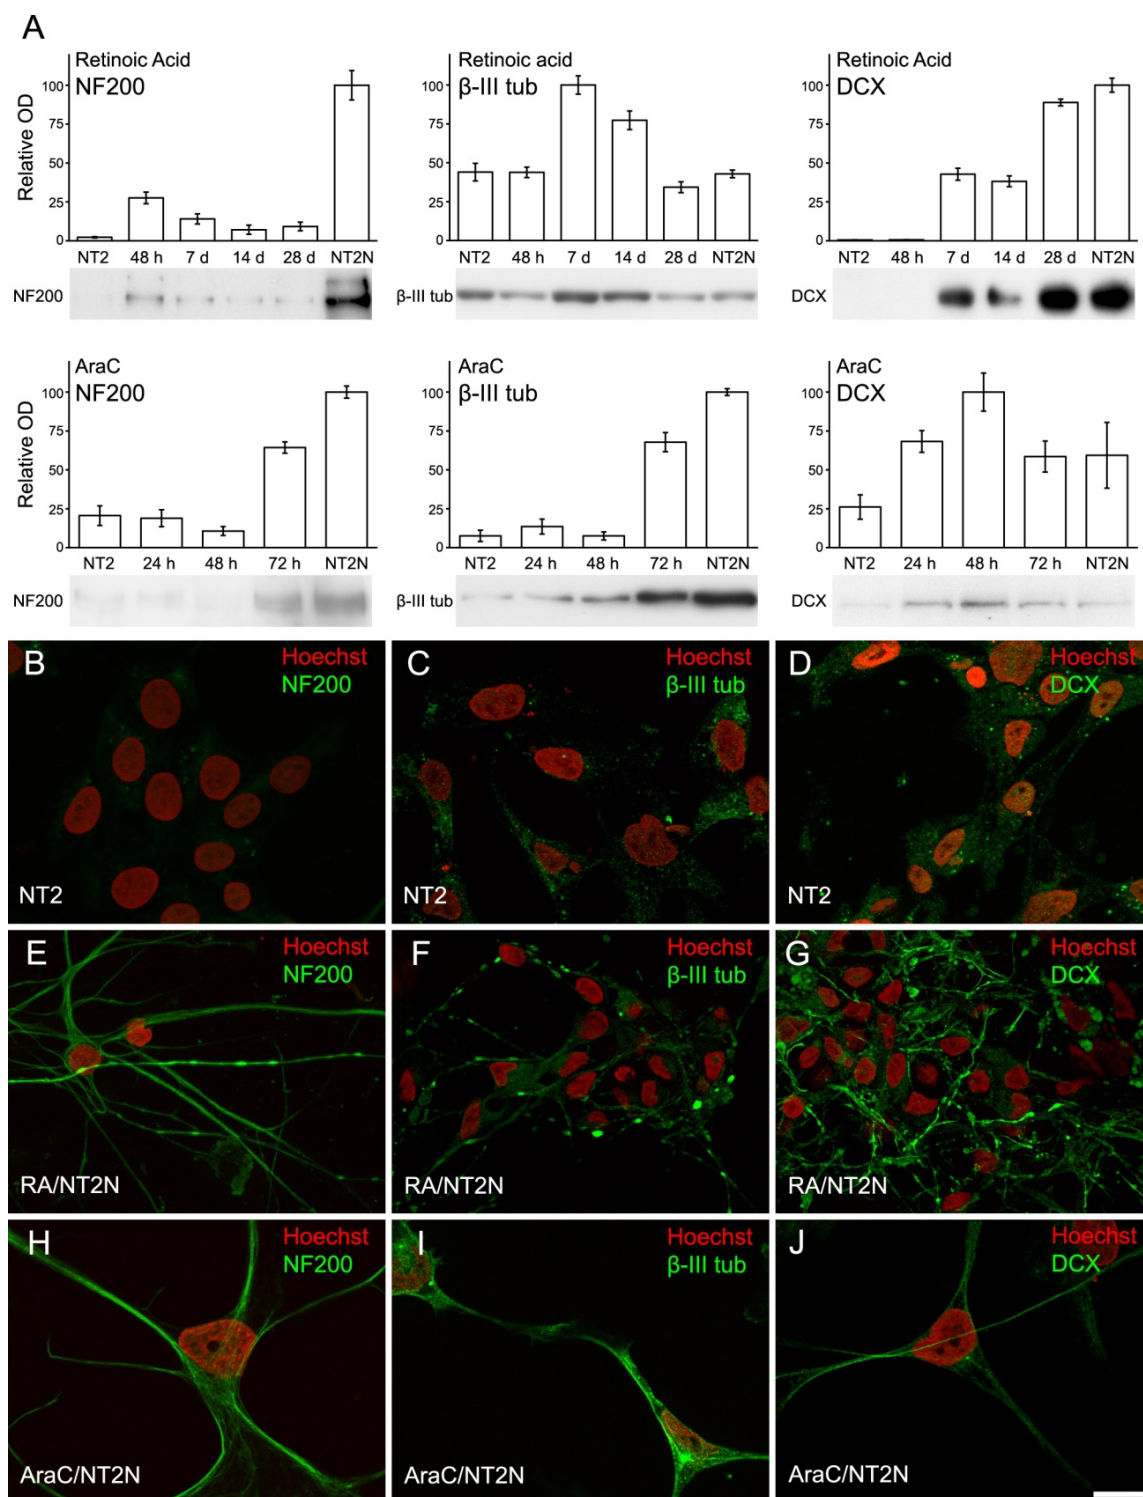 A
Retinoic Acid
NF200
Relative OD
100
75
50
25
0
NT2 48 h 7 d 14 d 28 d NT2N
NF200
Retinoic acid
β-III tub
100
75
50
25
0
NT2 48 h 7 d 14 d 28 d NT2N
β-III tub
Retinoic Acid
DCX
100
75
50
25
0
NT2 48 h 7 d 14 d 28 d NT2N
DCX
AraC
NF200
Relative OD
100
75
50
25
0
NT2 24 h 48 h 72 h NT2N
NF200
AraC
β-III tub
100
75
50
25
0
NT2 24 h 48 h 72 h NT2N
β-III tub
AraC
DCX
100
75
50
25
0
NT2 24 h 48 h 72 h NT2N
DCX
B
Hoechst
NF200
NT2
C
Hoechst
β-III tub
NT2
D
Hoechst
DCX
NT2
E
Hoechst
NF200
RA/NT2N
F
Hoechst
β-III tub
RA/NT2N
G
Hoechst
DCX
RA/NT2N
H
Hoechst
NF200
AraC/NT2N
I
Hoechst
β-III tub
AraC/NT2N
J
Hoechst
DCX
AraC/NT2N